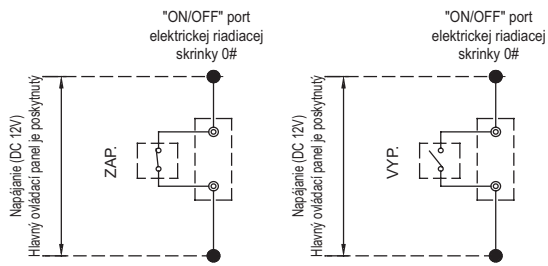 "ON/OFF" port
elektrickej riadiacej
skrinky 0#
Napájanie (DC 12V)
Hlavný ovládací panel je poskytnutý
ZAP.
"ON/OFF" port
elektrickej riadiacej
skrinky 0#
Napájanie (DC 12V)
Hlavný ovládací panel je poskytnutý
VYP.